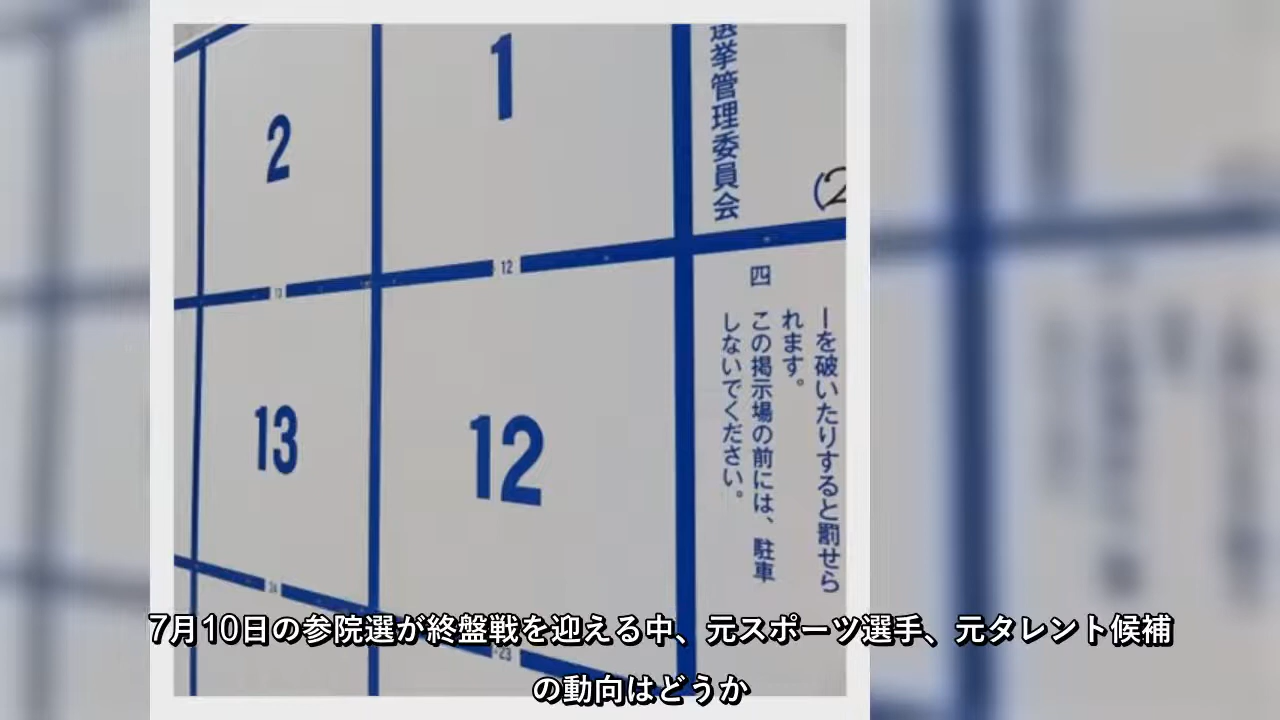 選挙管理委員会
(2
1
2
12
13
ーを破いたりすると罰せら
れます。
四 この掲示場の前には、駐車
しないでください。
12
13
23
24
7月10日の参院選が終盤戦を迎える中、元スポーツ選手、元タレント候補
の動向はどうか